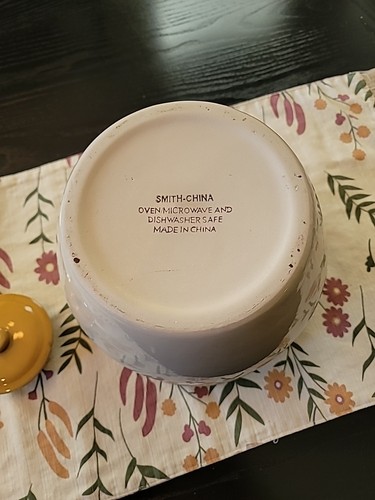 SMITH-CHINA
OVEN MICROWAVE AND
DISHWASHER SAFE
MADE IN CHINA